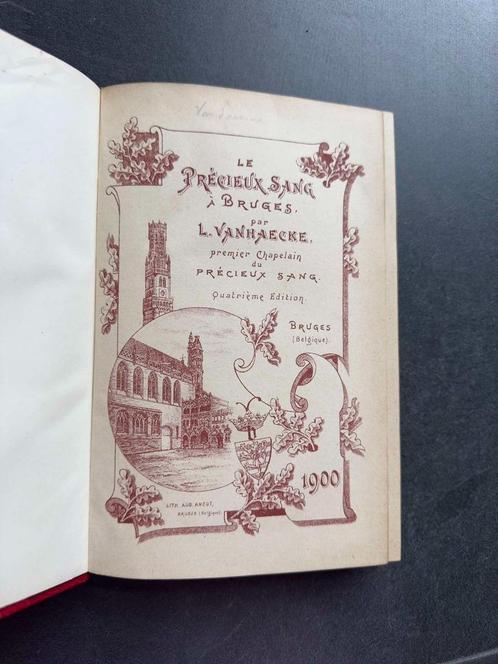 LE
PRÉCIEUX SANG
À BRUGES,
par
L. VANHAECKE,
premier Chapelain
du
PRÉCIEUX SANG.
Quatrième Edition.
BRUGES
(Belgique).
1900
LITH. AUG. ANCOT,
BRUGES (Belgique).